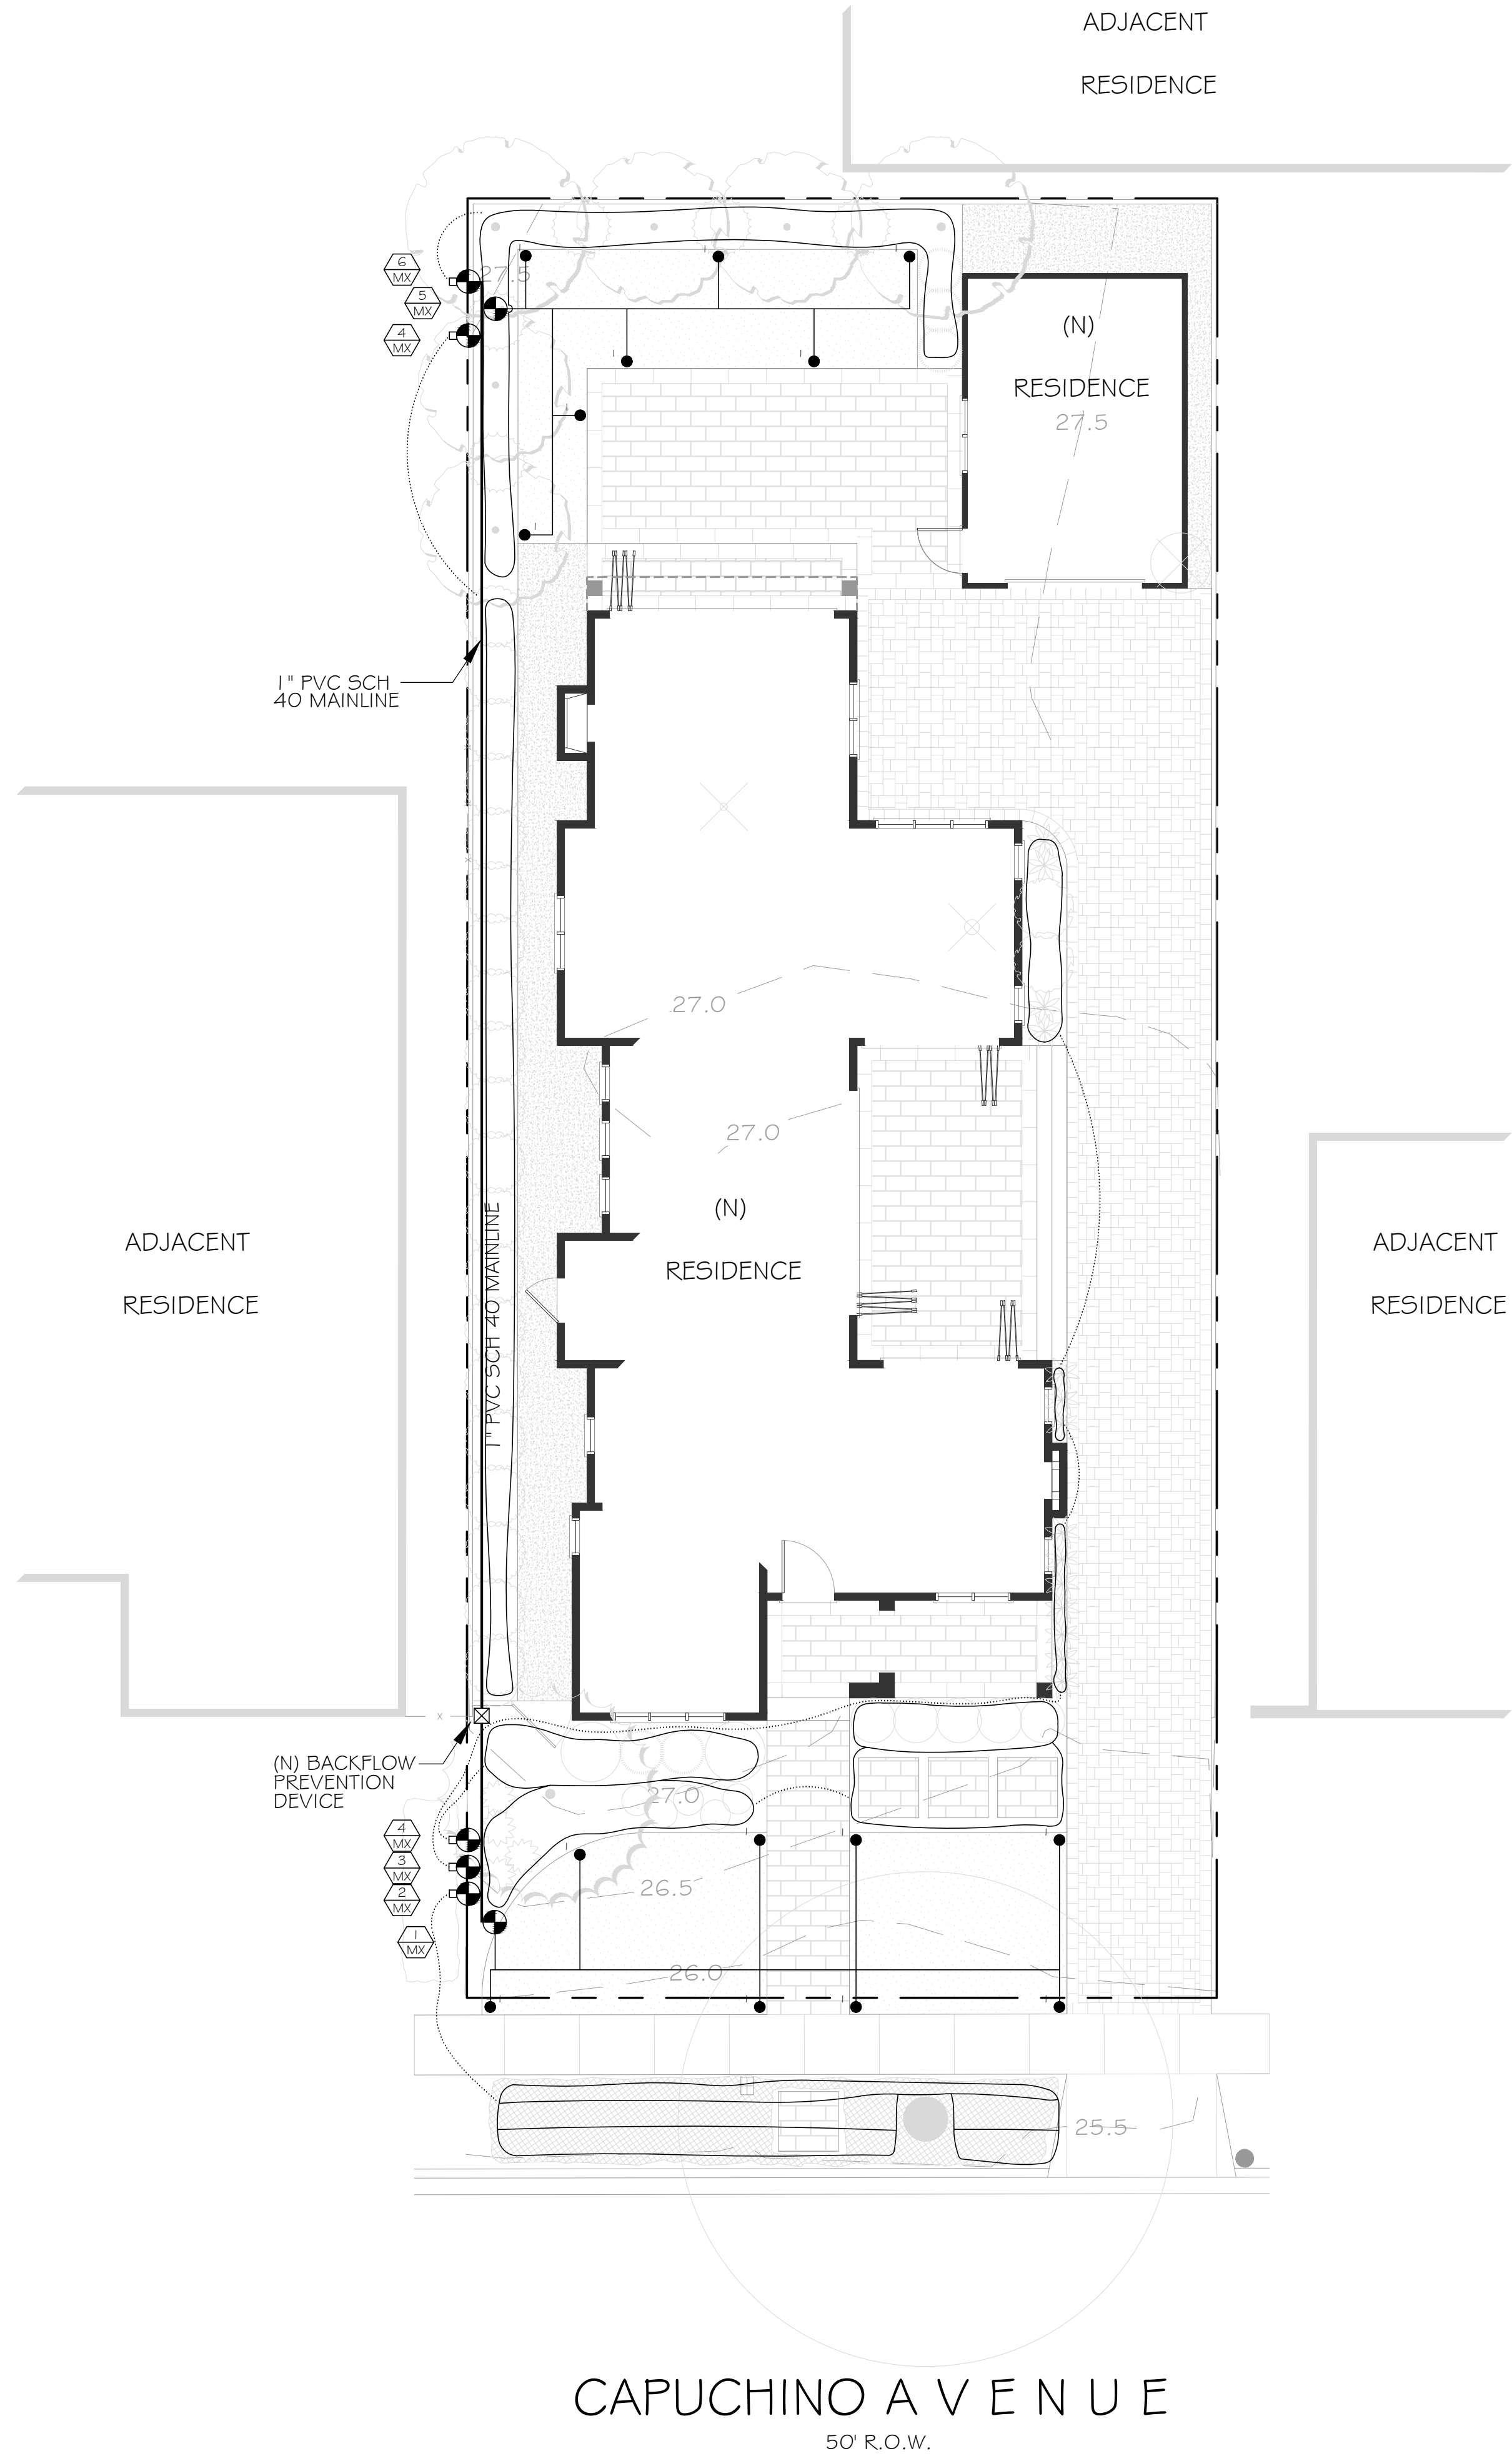 ADJACENT
RESIDENCE
6
MX
27.5
5
MX
4
MX
(N)
RESIDENCE
27.5
1" PVC SCH
40 MAINLINE
27.0
27.0
(N)
RESIDENCE
ADJACENT
RESIDENCE
ADJACENT
RESIDENCE
1" PVC SCH 40 MAINLINE
(N) BACKFLOW
PREVENTION
DEVICE
27.0
4
MX
3
MX
2
MX
26.5
1
MX
26.0
25.5
CAPUCHINO AVENUE
50' R.O.W.